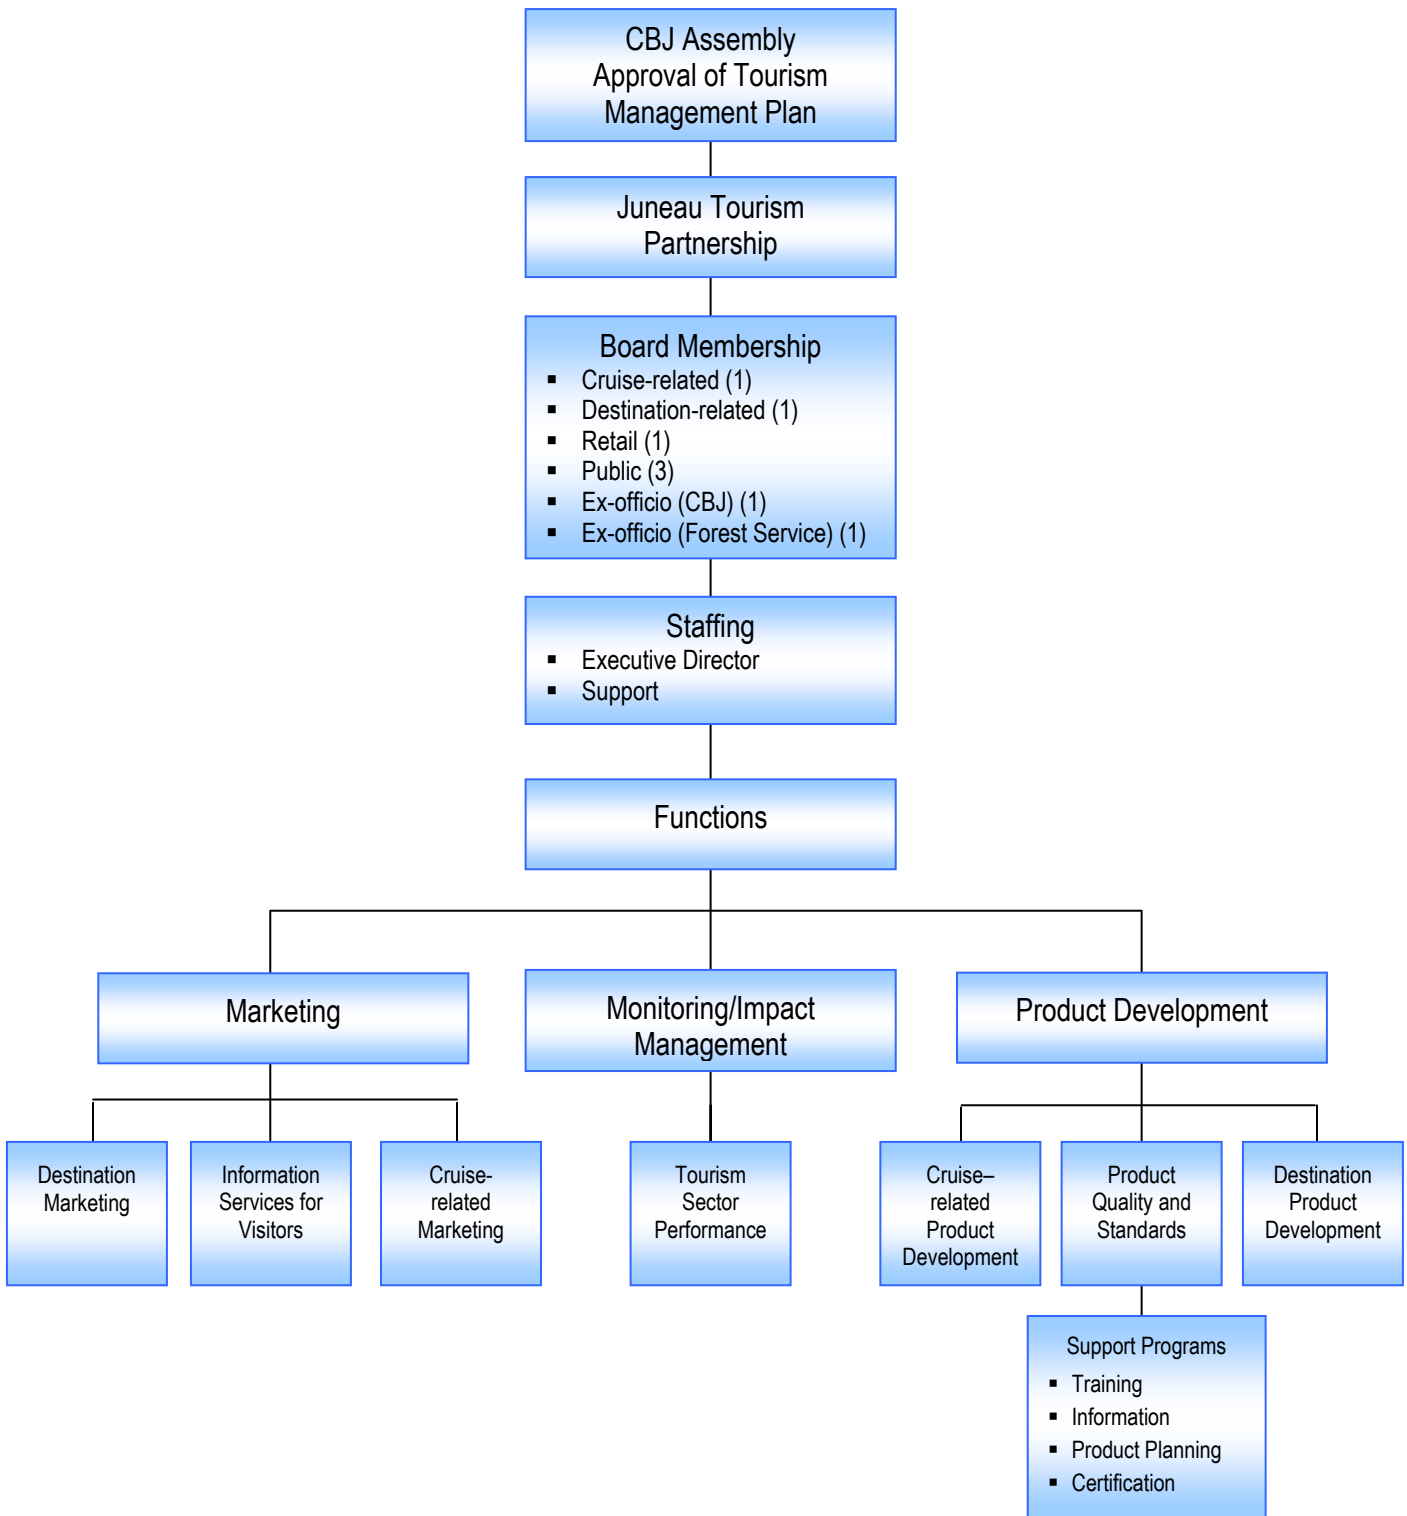 CBJ Assembly
Approval of Tourism
Management Plan
Juneau Tourism
Partnership
Board Membership
▪ Cruise-related (1)
▪ Destination-related (1)
▪ Retail (1)
▪ Public (3)
▪ Ex-officio (CBJ) (1)
▪ Ex-officio (Forest Service) (1)
Staffing
▪ Executive Director
▪ Support
Functions
Marketing
Monitoring/Impact
Management
Product Development
Destination
Marketing
Information
Services for
Visitors
Cruise-
related
Marketing
Tourism
Sector
Performance
Cruise–
related
Product
Development
Product
Quality and
Standards
Destination
Product
Development
Support Programs
▪ Training
▪ Information
▪ Product Planning
▪ Certification